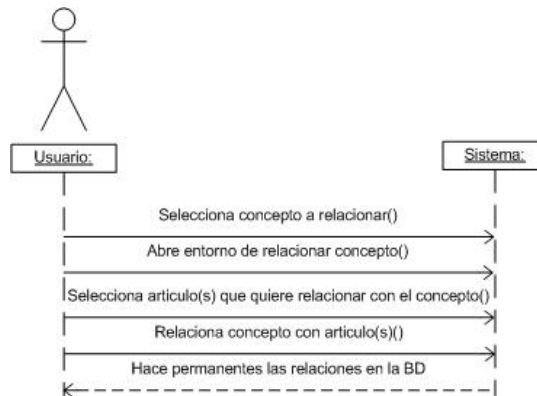 Usuario:
Sistema:
Selecciona concepto a relacionar()
Abre entorno de relacionar concepto()
Selecciona articulo(s) que quiere relacionar con el concepto()
Relaciona concepto con articulo(s)()
Hace permanentes las relaciones en la BD